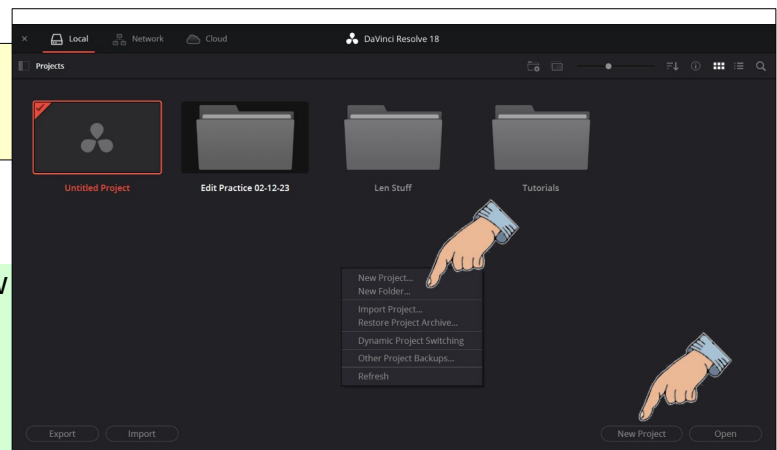 Local Network Cloud DaVinci Resolve 18
Projects
Untitled Project Edit Practice 02-12-23 Len Stuff Tutorials
New Project...
New Folder...
Import Project...
Restore Project Archive...
Dynamic Project Switching
Other Project Backups...
Refresh
Export Import New Project Open